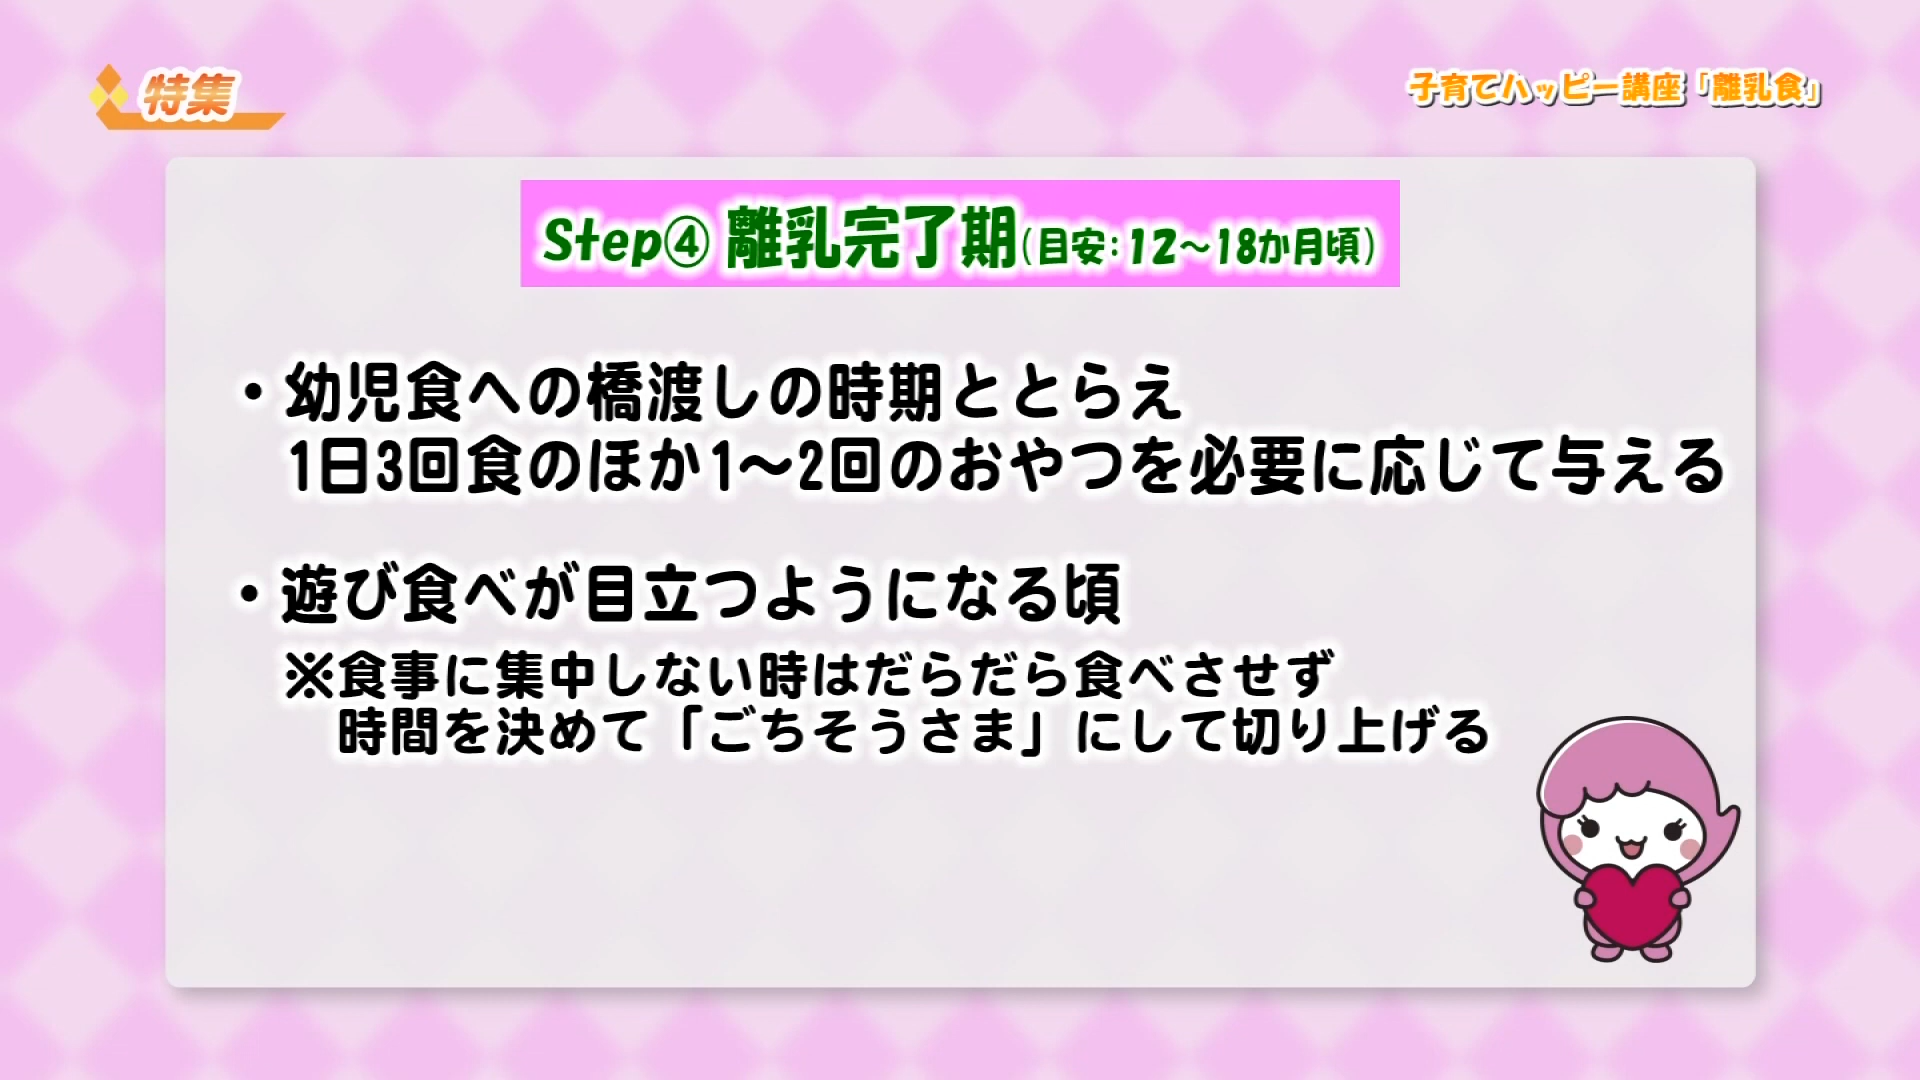 特集
子育てハッピー講座「離乳食」
Step④ 離乳完了期(目安:12～18か月頃)
・幼児食への橋渡しの時期ととらえ
1日3回食のほか1～2回のおやつを必要に応じて与える
・遊び食べが目立つようになる頃
※食事に集中しない時はだらだら食べさせず
時間を決めて「ごちそうさま」にして切り上げる